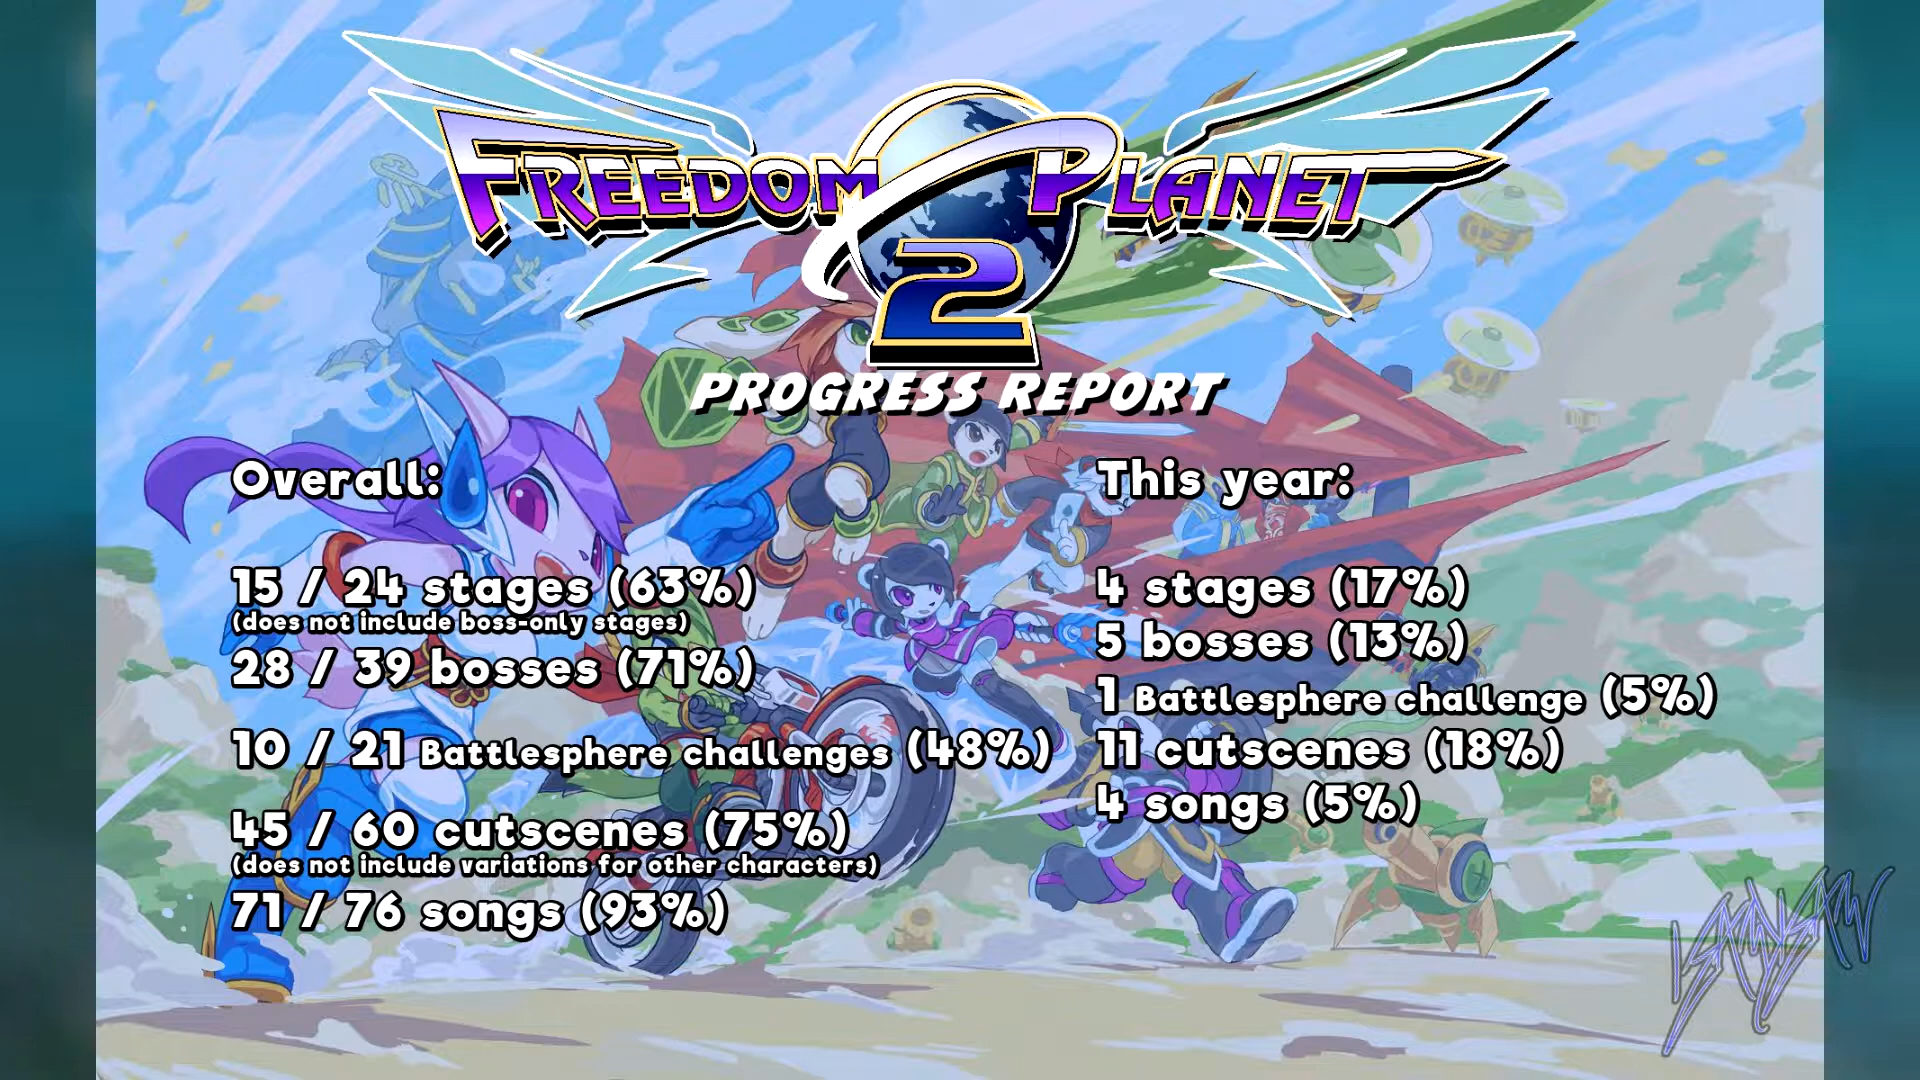 FREEDOM PLANET
2
PROGRESS REPORT
Overall:
15 / 24 stages (63%)
(does not include boss-only stages)
28 / 39 bosses (71%)
10 / 21 Battlesphere challenges (48%)
45 / 60 cutscenes (75%)
(does not include variations for other characters)
71 / 76 songs (93%)
This year:
4 stages (17%)
5 bosses (13%)
1 Battlesphere challenge (5%)
11 cutscenes (18%)
4 songs (5%)